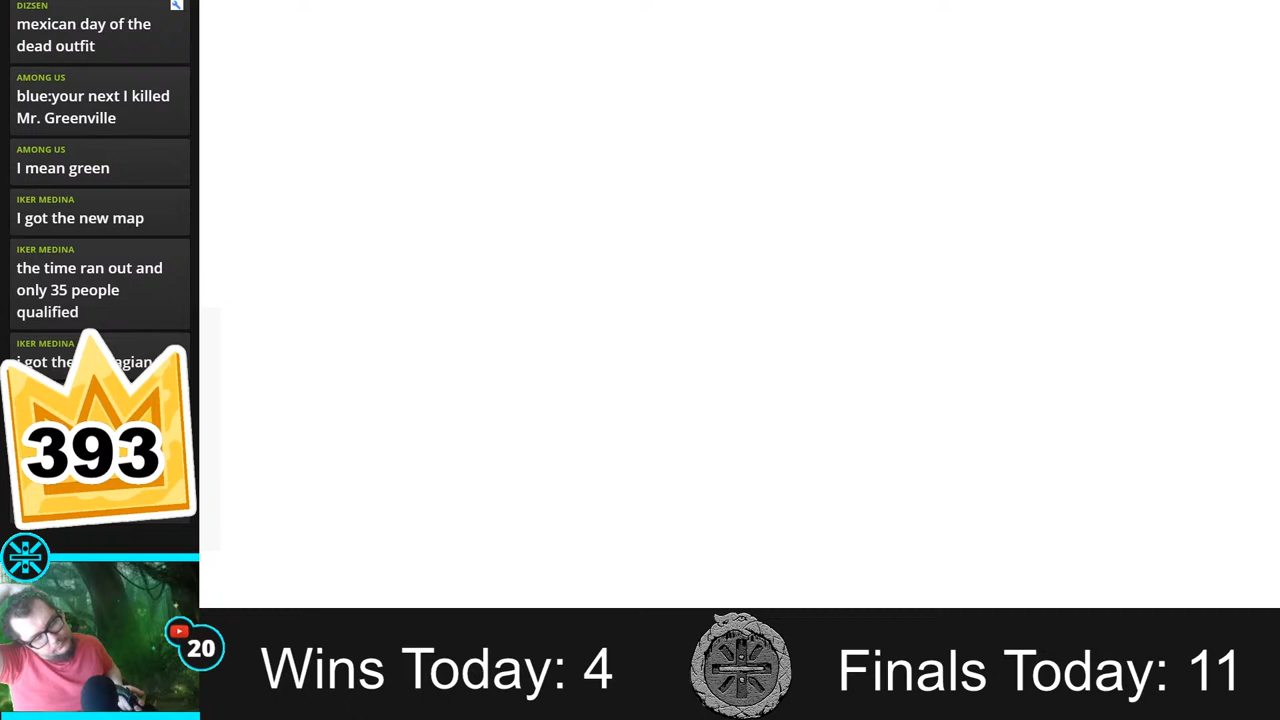 DIZSEN
mexican day of the
dead outfit
AMONG US
blue:your next I killed
Mr. Greenville
AMONG US
I mean green
IKER MEDINA
I got the new map
IKER MEDINA
the time ran out and
only 35 people
qualified
IKER MEDINA
i got the
393
20
Wins Today: 4
Finals Today: 11